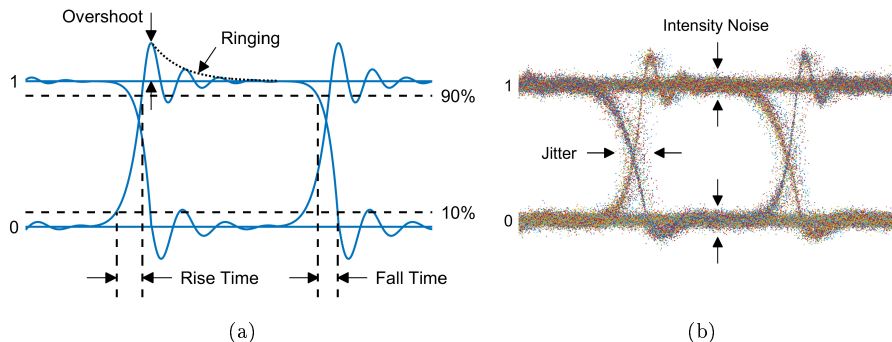 Overshoot
Ringing
1
90%
10%
0
Rise Time
Fall Time
(a)
Intensity Noise
1
Jitter
0
(b)